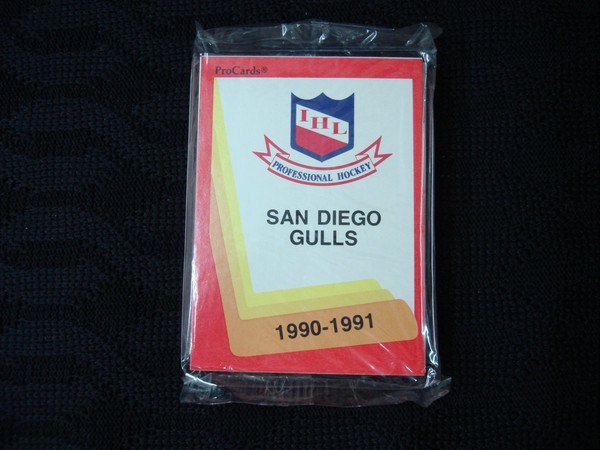 ProCards®
IHL
PROFESSIONAL HOCKEY
SAN DIEGO
GULLS
1990-1991